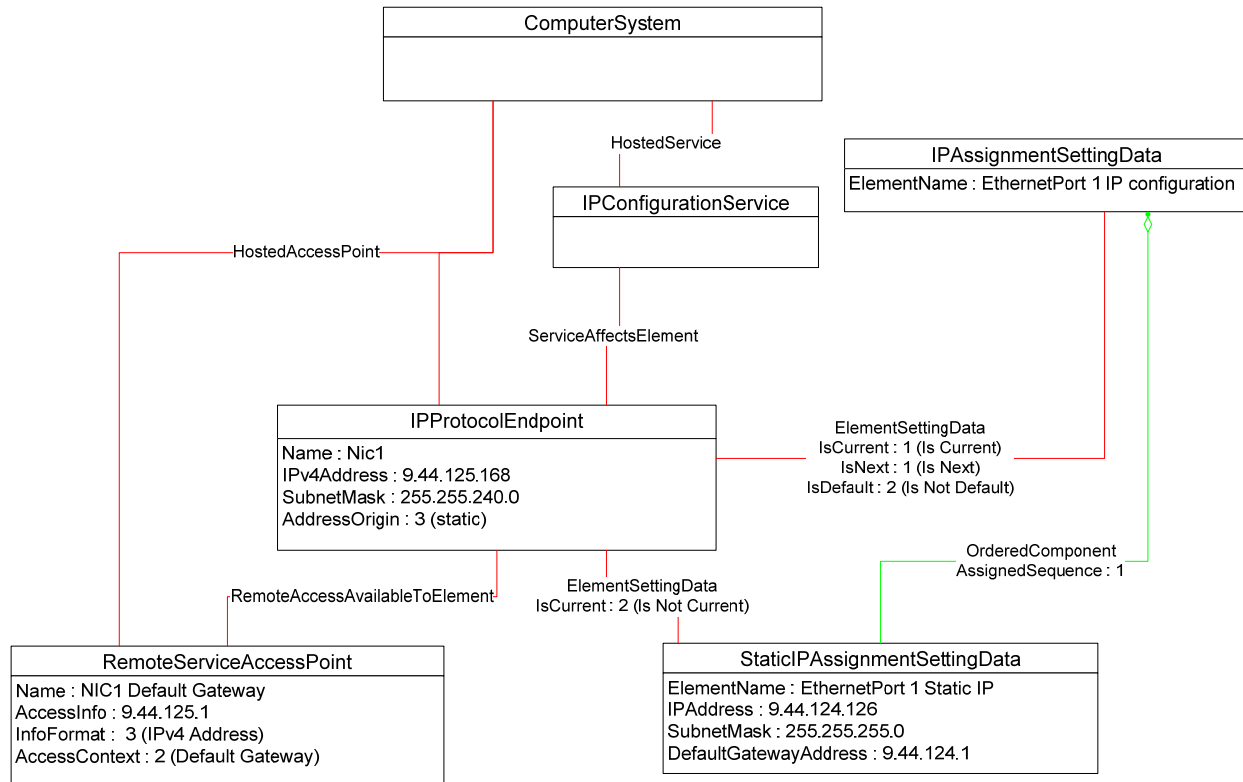 ComputerSystem
HostedService
IPAssignmentSettingData
ElementName : EthernetPort 1 IP configuration
IPConfigurationService
HostedAccessPoint
ServiceAffectsElement
IPProtocolEndpoint
Name : Nic1
IPv4Address : 9.44.125.168
SubnetMask : 255.255.240.0
AddressOrigin : 3 (static)
ElementSettingData
IsCurrent : 1 (Is Current)
IsNext : 1 (Is Next)
IsDefault : 2 (Is Not Default)
OrderedComponent
AssignedSequence : 1
ElementSettingData
IsCurrent : 2 (Is Not Current)
RemoteAccessAvailableToElement
RemoteServiceAccessPoint
Name : NIC1 Default Gateway
AccessInfo : 9.44.125.1
InfoFormat : 3 (IPv4 Address)
AccessContext : 2 (Default Gateway)
StaticIPAssignmentSettingData
ElementName : EthernetPort 1 Static IP
IPAddress : 9.44.124.126
SubnetMask : 255.255.255.0
DefaultGatewayAddress : 9.44.124.1